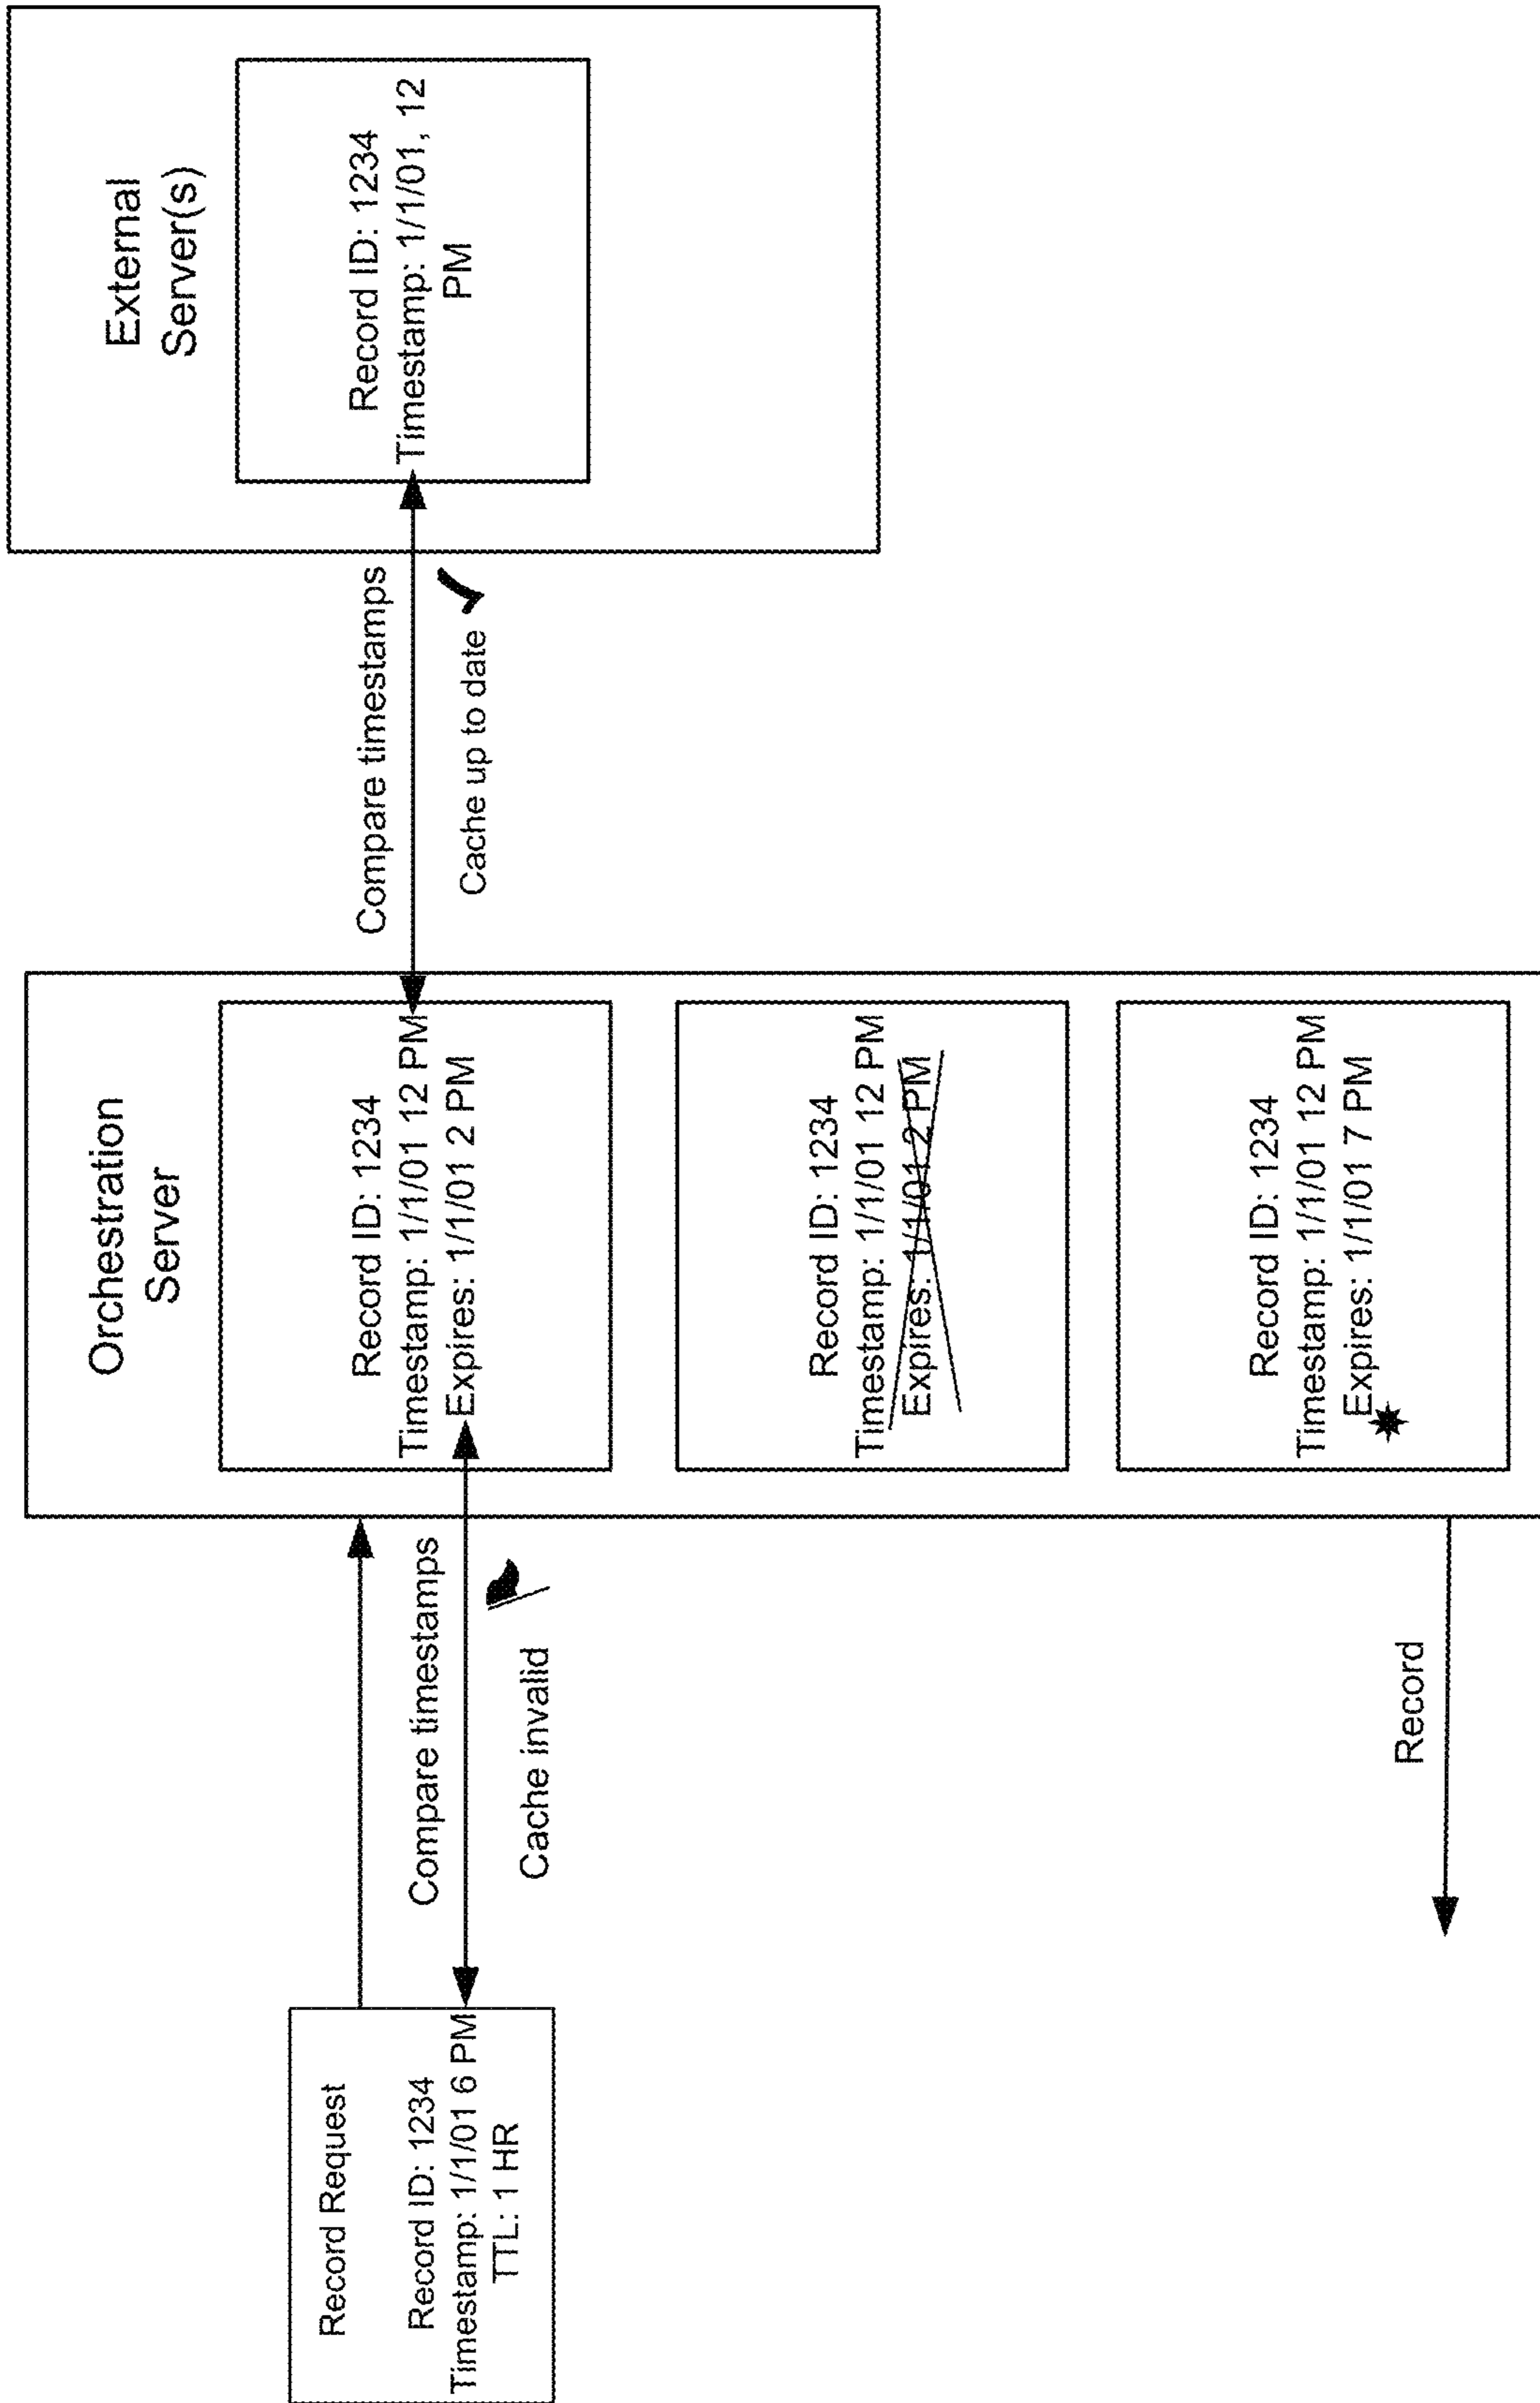 Record Request
Record ID: 1234
Timestamp: 1/1/01 6 PM
TTL: 1 HR
Compare timestamps
Cache invalid
Orchestration
Server
Record ID: 1234
Timestamp: 1/1/01 12 PM
Expires: 1/1/01 2 PM
Record ID: 1234
Timestamp: 1/1/01 12 PM
Expires: 1/1/01 2 PM
Record ID: 1234
Timestamp: 1/1/01 12 PM
Expires: 1/1/01 7 PM
Record
Compare timestamps
Cache up to date
External
Server(s)
Record ID: 1234
Timestamp: 1/1/01, 12
PM